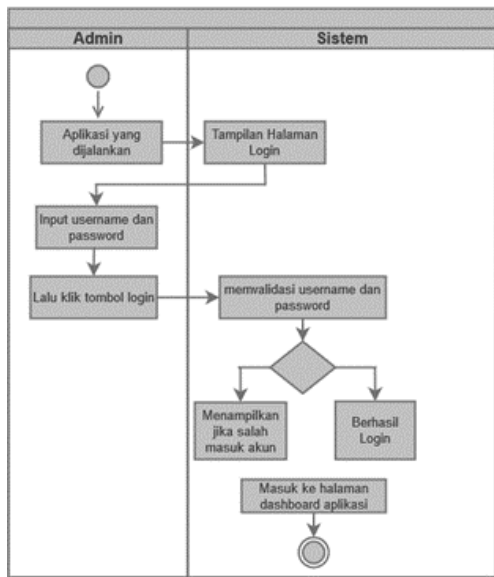 Admin
Sistem
Aplikasi yang
dijalankan
Tampilan Halaman
Login
Input username dan
password
Lalu klik tombol login
memvalidasi username dan
password
Menampilkan
jika salah
masuk akun
Berhasil
Login
Masuk ke halaman
dashboard aplikasi